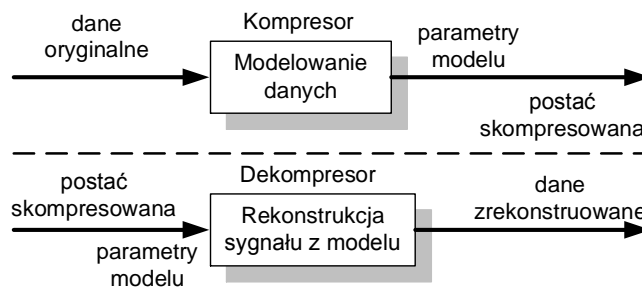 Kompresor
dane
oryginalne
Modelowanie
danych
parametry
modelu
postać
skompresowana
Dekompresor
postać
skompresowana
parametry
modelu
Rekonstrukcja
sygnału z modelu
dane
zrekonstruowane